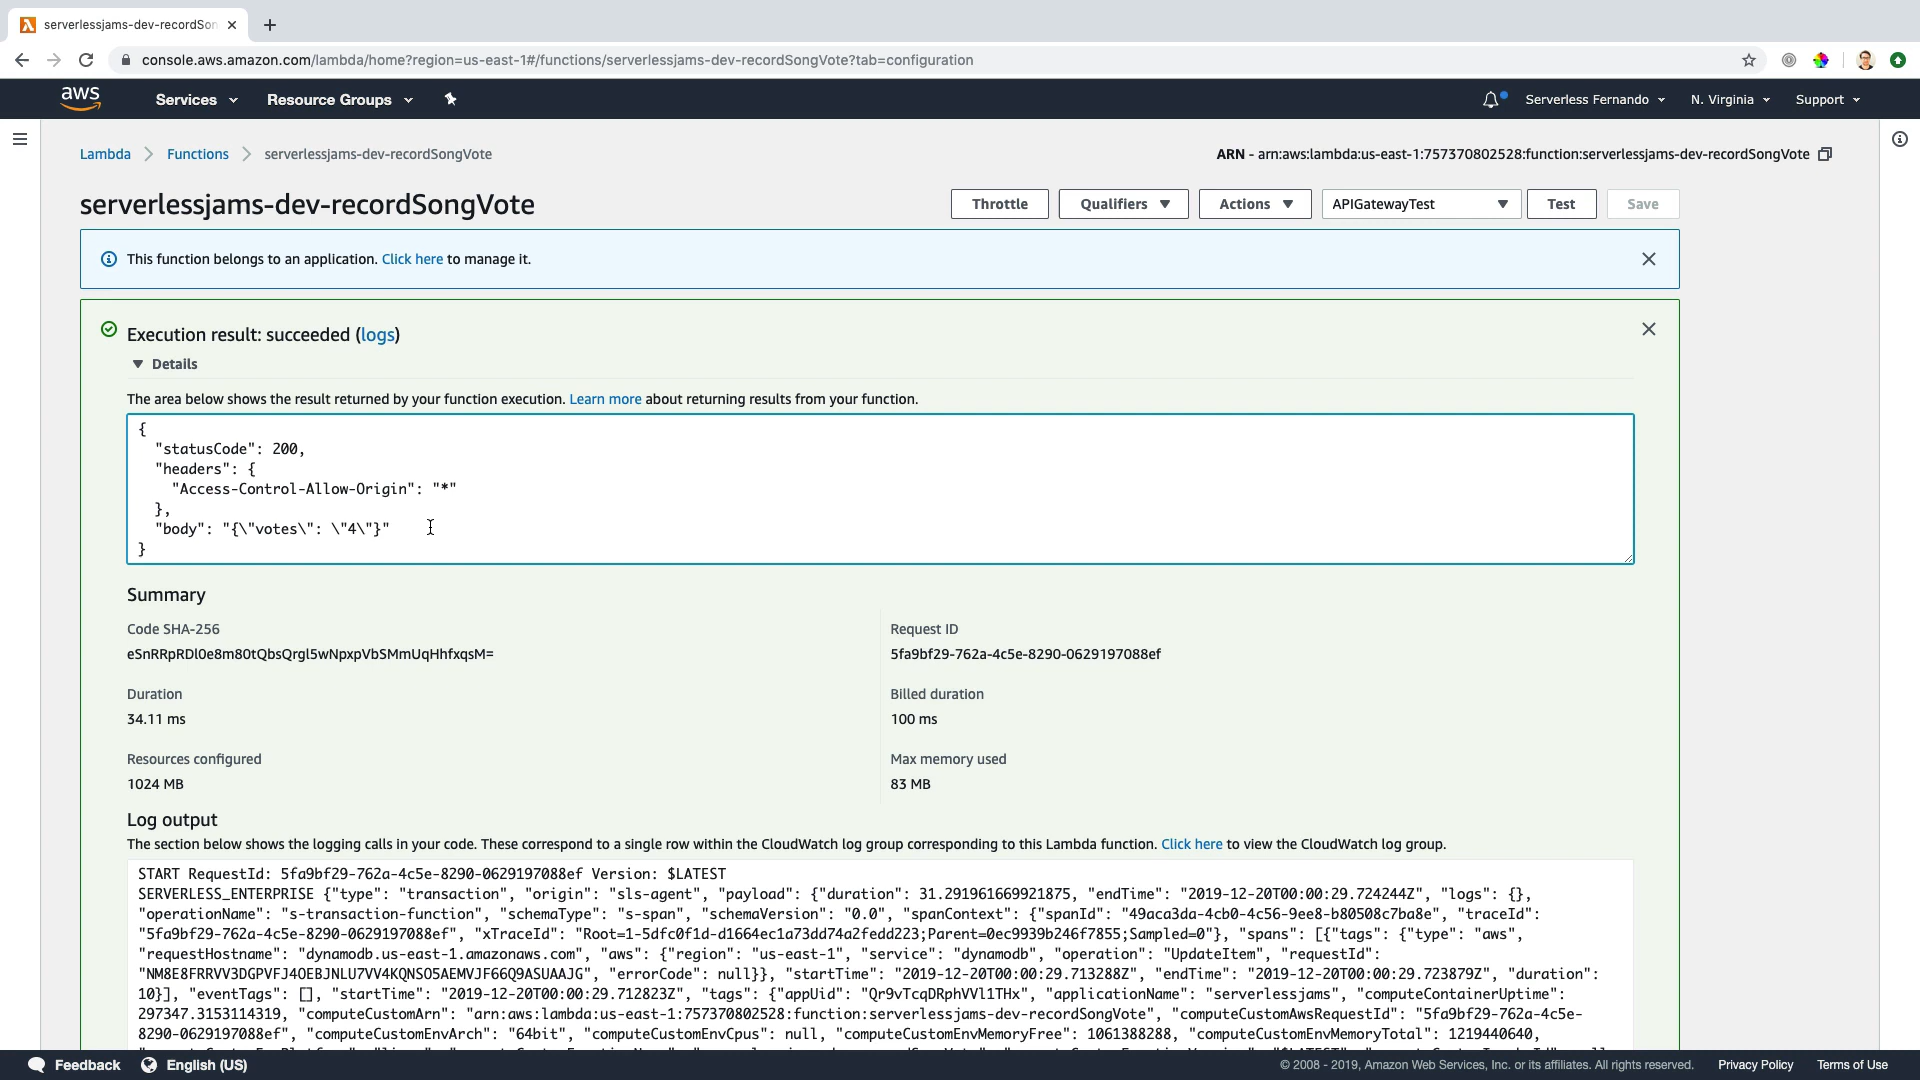 serverlessjams-dev-recordSon
console.aws.amazon.com/lambda/home?region=us-east-1#/functions/serverlessjams-dev-recordSongVote?tab=configuration
aws Services Resource Groups Serverless Fernando N. Virginia Support
Lambda Functions serverlessjams-dev-recordSongVote ARN - arn:aws:lambda:us-east-1:757370802528:function:serverlessjams-dev-recordSongVote
serverlessjams-dev-recordSongVote Throttle Qualifiers Actions APIGatewayTest Test Save
This function belongs to an application. Click here to manage it.
Execution result: succeeded (logs)
Details
The area below shows the result returned by your function execution. Learn more about returning results from your function.
{
"statusCode": 200,
"headers": {
"Access-Control-Allow-Origin": "*"
},
"body": "{\"votes\": \"4\"}"
}
Summary
Code SHA-256 Request ID
eSnRRpRDl0e8m80tQbsQrgl5wNpxpVbSMmUqHhfxqsM= 5fa9bf29-762a-4c5e-8290-0629197088ef
Duration Billed duration
34.11 ms 100 ms
Resources configured Max memory used
1024 MB 83 MB
Log output
The section below shows the logging calls in your code. These correspond to a single row within the CloudWatch log group corresponding to this Lambda function. Click here to view the CloudWatch log group.
START RequestId: 5fa9bf29-762a-4c5e-8290-0629197088ef Version: $LATEST
SERVERLESS_ENTERPRISE {"type": "transaction", "origin": "sls-agent", "payload": {"duration": 31.291961669921875, "endTime": "2019-12-20T00:00:29.724244Z", "logs": {},
"operationName": "s-transaction-function", "schemaType": "s-span", "schemaVersion": "0.0", "spanContext": {"spanId": "49aca3da-4cb0-4c56-9ee8-b80508c7ba8e", "traceId":
"5fa9bf29-762a-4c5e-8290-0629197088ef", "xTraceId": "Root=1-5dfc0f1d-d1664ec1a73dd74a2fedd223;Parent=0ec9939b246f7855;Sampled=0"}, "spans": [{"tags": {"type": "aws",
"requestHostname": "dynamodb.us-east-1.amazonaws.com", "aws": {"region": "us-east-1", "service": "dynamodb", "operation": "UpdateItem", "requestId":
"NM8E8FRRVV3DGPVFJ4OEBJNLU7VV4KQNSO5AEMVJF66Q9ASUAAJG", "errorCode": null}}, "startTime": "2019-12-20T00:00:29.713288Z", "endTime": "2019-12-20T00:00:29.723879Z", "duration":
10}], "eventTags": [], "startTime": "2019-12-20T00:00:29.712823Z", "tags": {"appUid": "Qr9vTcqDRphVVl1THx", "applicationName": "serverlessjams", "computeContainerUptime":
297347.3153114319, "computeCustomArn": "arn:aws:lambda:us-east-1:757370802528:function:serverlessjams-dev-recordSongVote", "computeCustomAwsRequestId": "5fa9bf29-762a-4c5e-
8290-0629197088ef", "computeCustomEnvArch": "64bit", "computeCustomEnvCpus": null, "computeCustomEnvMemoryFree": 1061388288, "computeCustomEnvMemoryTotal": 1219440640,
Feedback English (US) © 2008 - 2019, Amazon Web Services, Inc. or its affiliates. All rights reserved. Privacy Policy Terms of Use